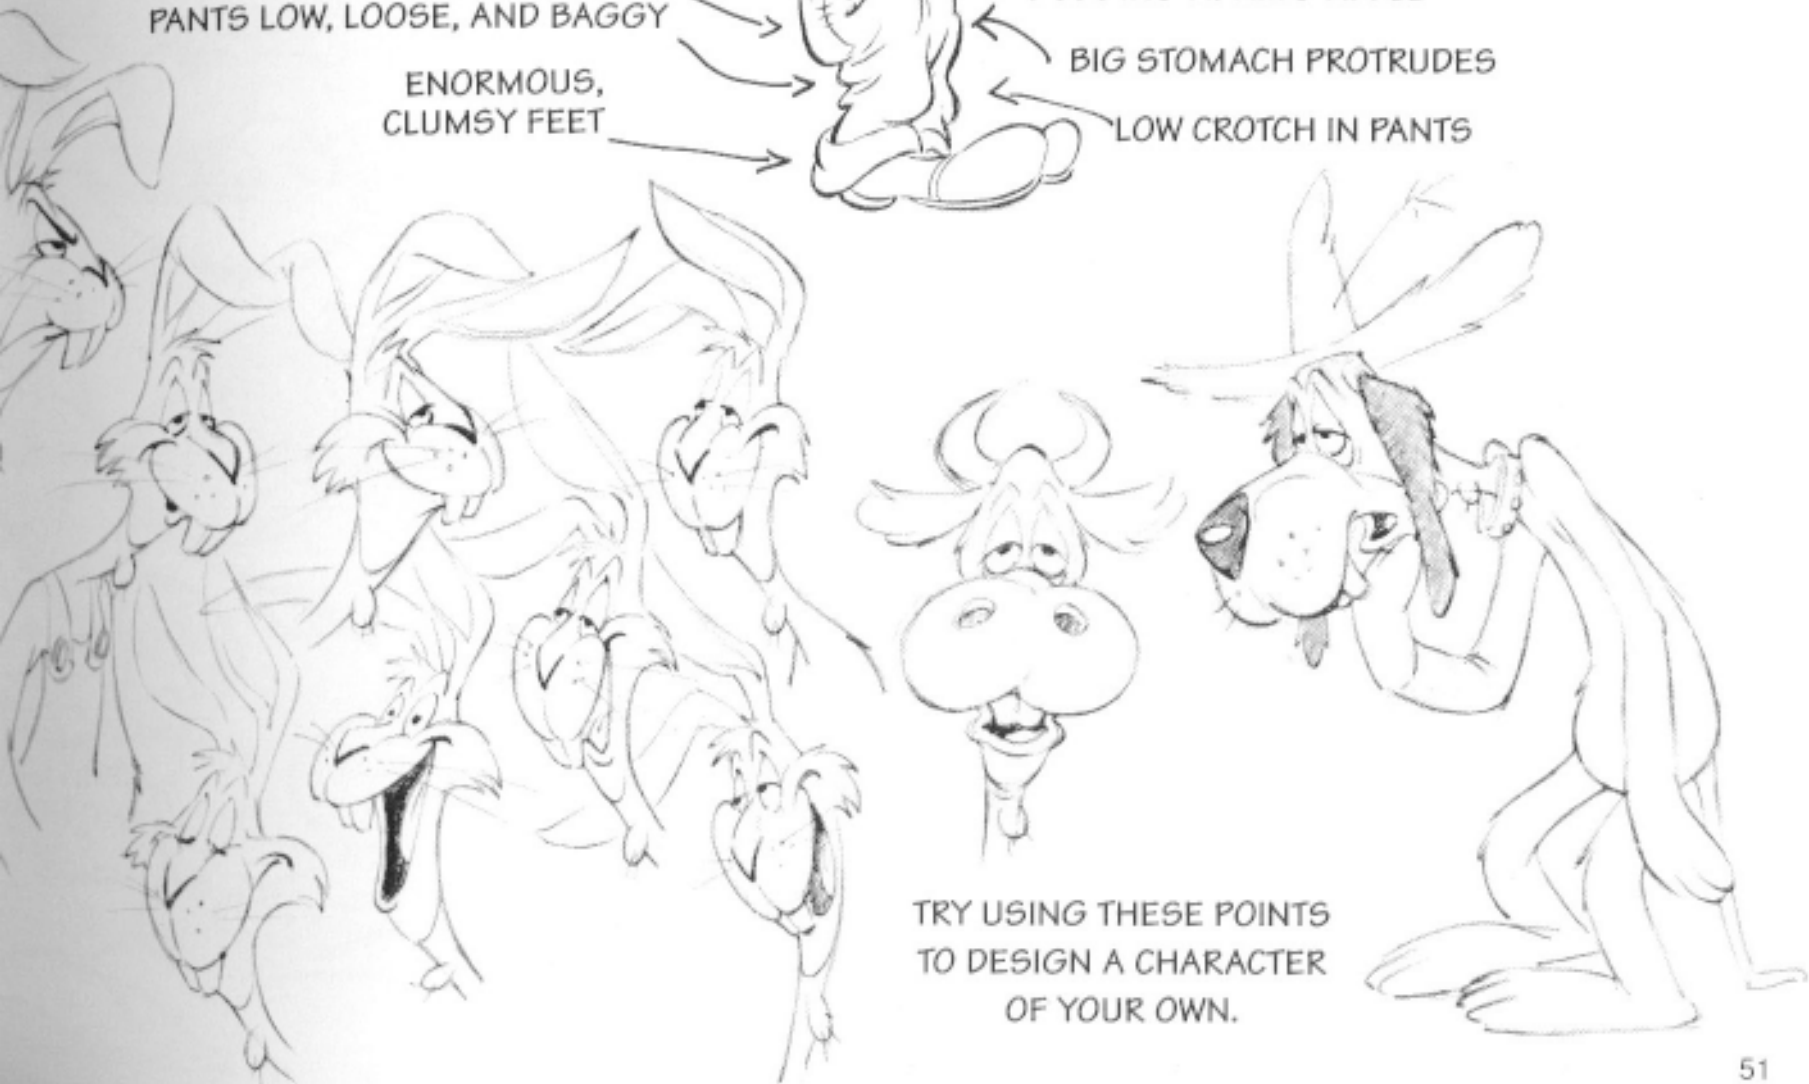 PANTS LOW, LOOSE, AND BAGGY
ENORMOUS,
CLUMSY FEET
BIG STOMACH PROTRUDES
LOW CROTCH IN PANTS
TRY USING THESE POINTS
TO DESIGN A CHARACTER
OF YOUR OWN.
51